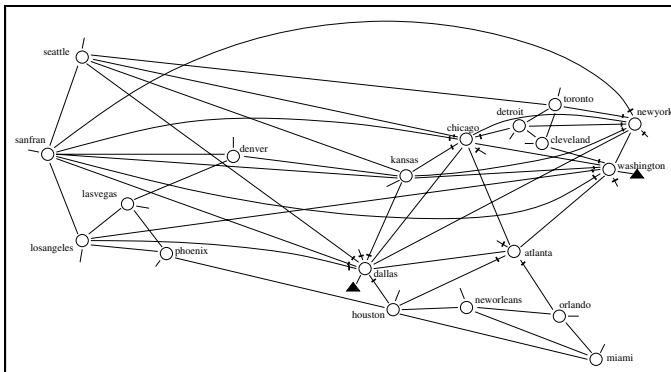 seattle
toronto
detroit
newyork
chicago
sanfran
denver
cleveland
kansas
washington
lasvegas
losangeles
phoenix
atlanta
dallas
neworleans
orlando
houston
miami